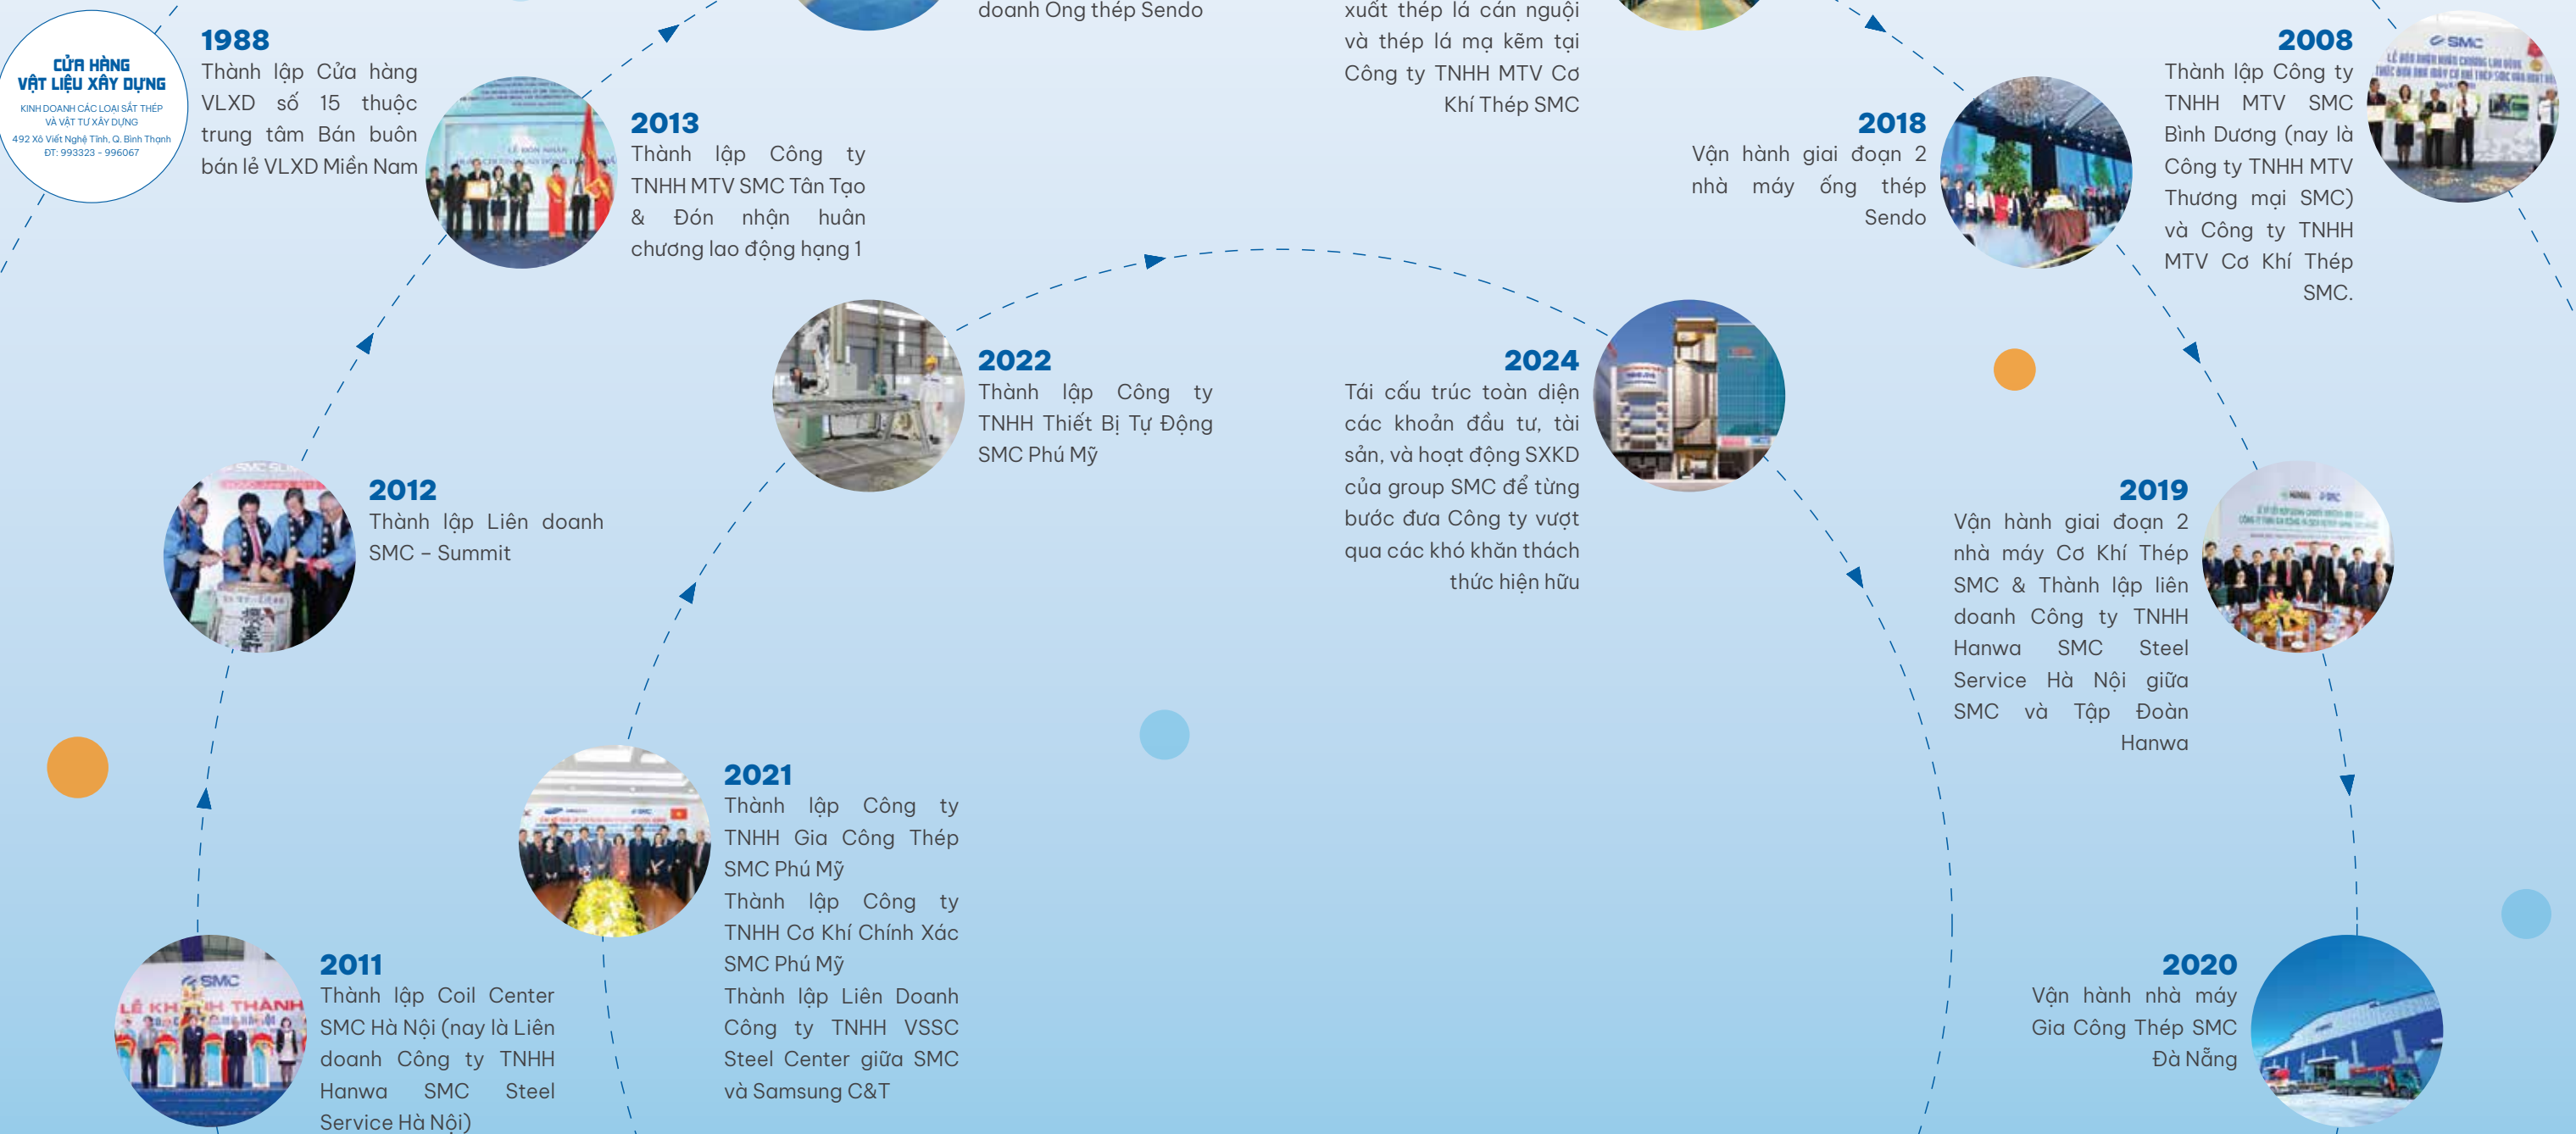 CỬA HÀNG
VẬT LIỆU XÂY DỰNG
KINH DOANH CÁC LOẠI SẮT THÉP
VÀ VẬT TƯ XÂY DỰNG
492 Xô Viết Nghệ Tĩnh, Q. Bình Thạnh
ĐT: 993323 - 996067
1988
Thành lập Cửa hàng
VLXD số 15 thuộc
trung tâm Bán buôn
bán lẻ VLXD Miền Nam
doanh Ống thép Sendo
xuất thép lá cán nguội
và thép lá mạ kẽm tại
Công ty TNHH MTV Cơ
Khí Thép SMC
2008
Thành lập Công ty
TNHH MTV SMC
Bình Dương (nay là
Công ty TNHH MTV
Thương mại SMC)
và Công ty TNHH
MTV Cơ Khí Thép
SMC.
SMC
2013
Thành lập Công ty
TNHH MTV SMC Tân Tạo
& Đón nhận huân
chương lao động hạng 1
2018
Vận hành giai đoạn 2
nhà máy ống thép
Sendo
2022
Thành lập Công ty
TNHH Thiết Bị Tự Động
SMC Phú Mỹ
2024
Tái cấu trúc toàn diện
các khoản đầu tư, tài
sản, và hoạt động SXKD
của group SMC để từng
bước đưa Công ty vượt
qua các khó khăn thách
thức hiện hữu
2012
Thành lập Liên doanh
SMC – Summit
2019
Vận hành giai đoạn 2
nhà máy Cơ Khí Thép
SMC & Thành lập liên
doanh Công ty TNHH
Hanwa SMC Steel
Service Hà Nội giữa
SMC và Tập Đoàn
Hanwa
2021
Thành lập Công ty
TNHH Gia Công Thép
SMC Phú Mỹ
Thành lập Công ty
TNHH Cơ Khí Chính Xác
SMC Phú Mỹ
Thành lập Liên Doanh
Công ty TNHH VSSC
Steel Center giữa SMC
và Samsung C&T
SMC
2011
Thành lập Coil Center
SMC Hà Nội (nay là Liên
doanh Công ty TNHH
Hanwa SMC Steel
Service Hà Nội)
2020
Vận hành nhà máy
Gia Công Thép SMC
Đà Nẵng